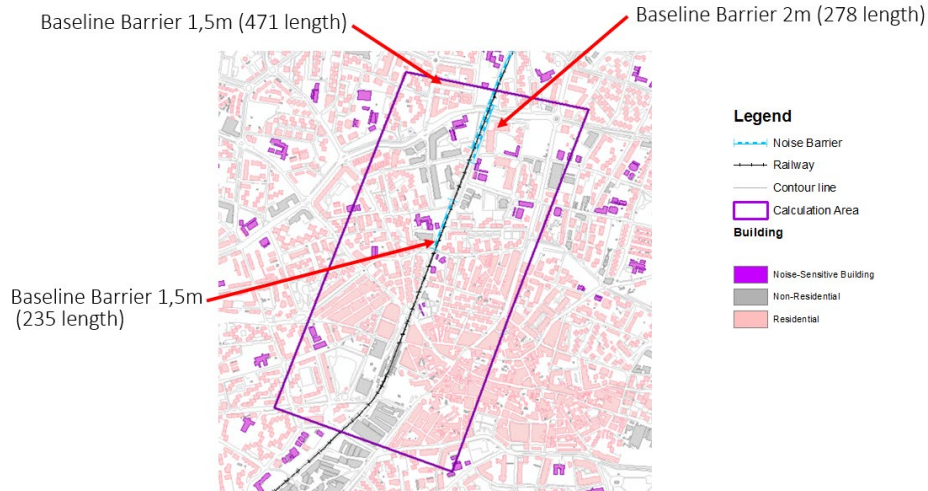 Baseline Barrier 1,5m (471 length)
Baseline Barrier 2m (278 length)
Legend
Noise Barrier
Railway
Contour line
Calculation Area
Building
Noise-Sensitive Building
Non-Residential
Residential
Baseline Barrier 1,5m
(235 length)